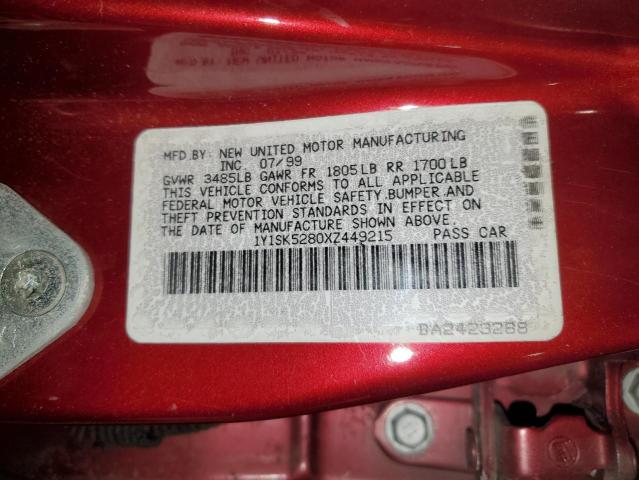 MFD.BY: NEW UNITED MOTOR MANUFACTURING
INC 07/99
GVWR 3485LB GAWR FR 1805LB RR 1700LB
THIS VEHICLE CONFORMS TO ALL APPLICABLE
FEDERAL MOTOR VEHICLE SAFETY.BUMPER.AND
THEFT PREVENTION STANDARDS IN EFFECT ON
THE DATE OF MANUFACTURE SHOWN ABOVE.
1Y1SK5280XZ449215 PASS CAR
BA2423288